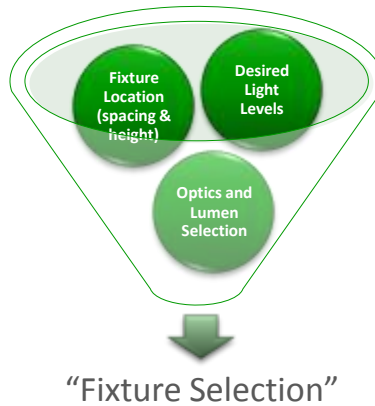 Fixture
Location
(spacing &
height)
Desired
Light
Levels
Optics and
Lumen
Selection
“Fixture Selection”